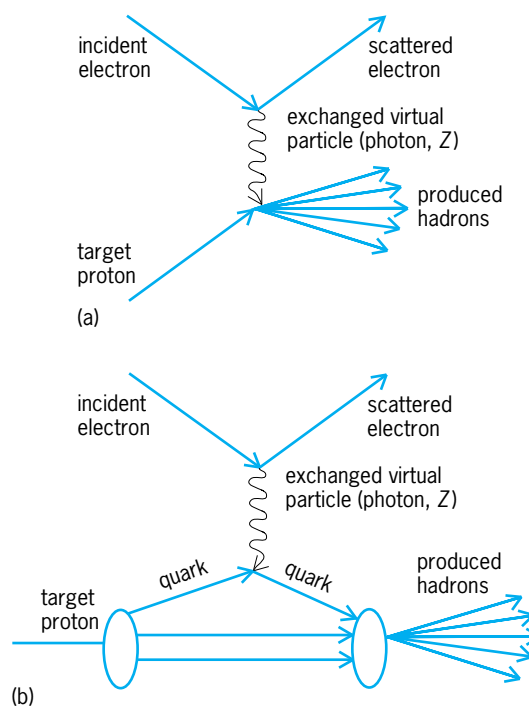 incident
electron
scattered
electron
exchanged virtual
particle (photon, Z)
produced
hadrons
target
proton
(a)
incident
electron
scattered
electron
exchanged virtual
particle (photon, Z)
quark
quark
produced
hadrons
target
proton
(b)